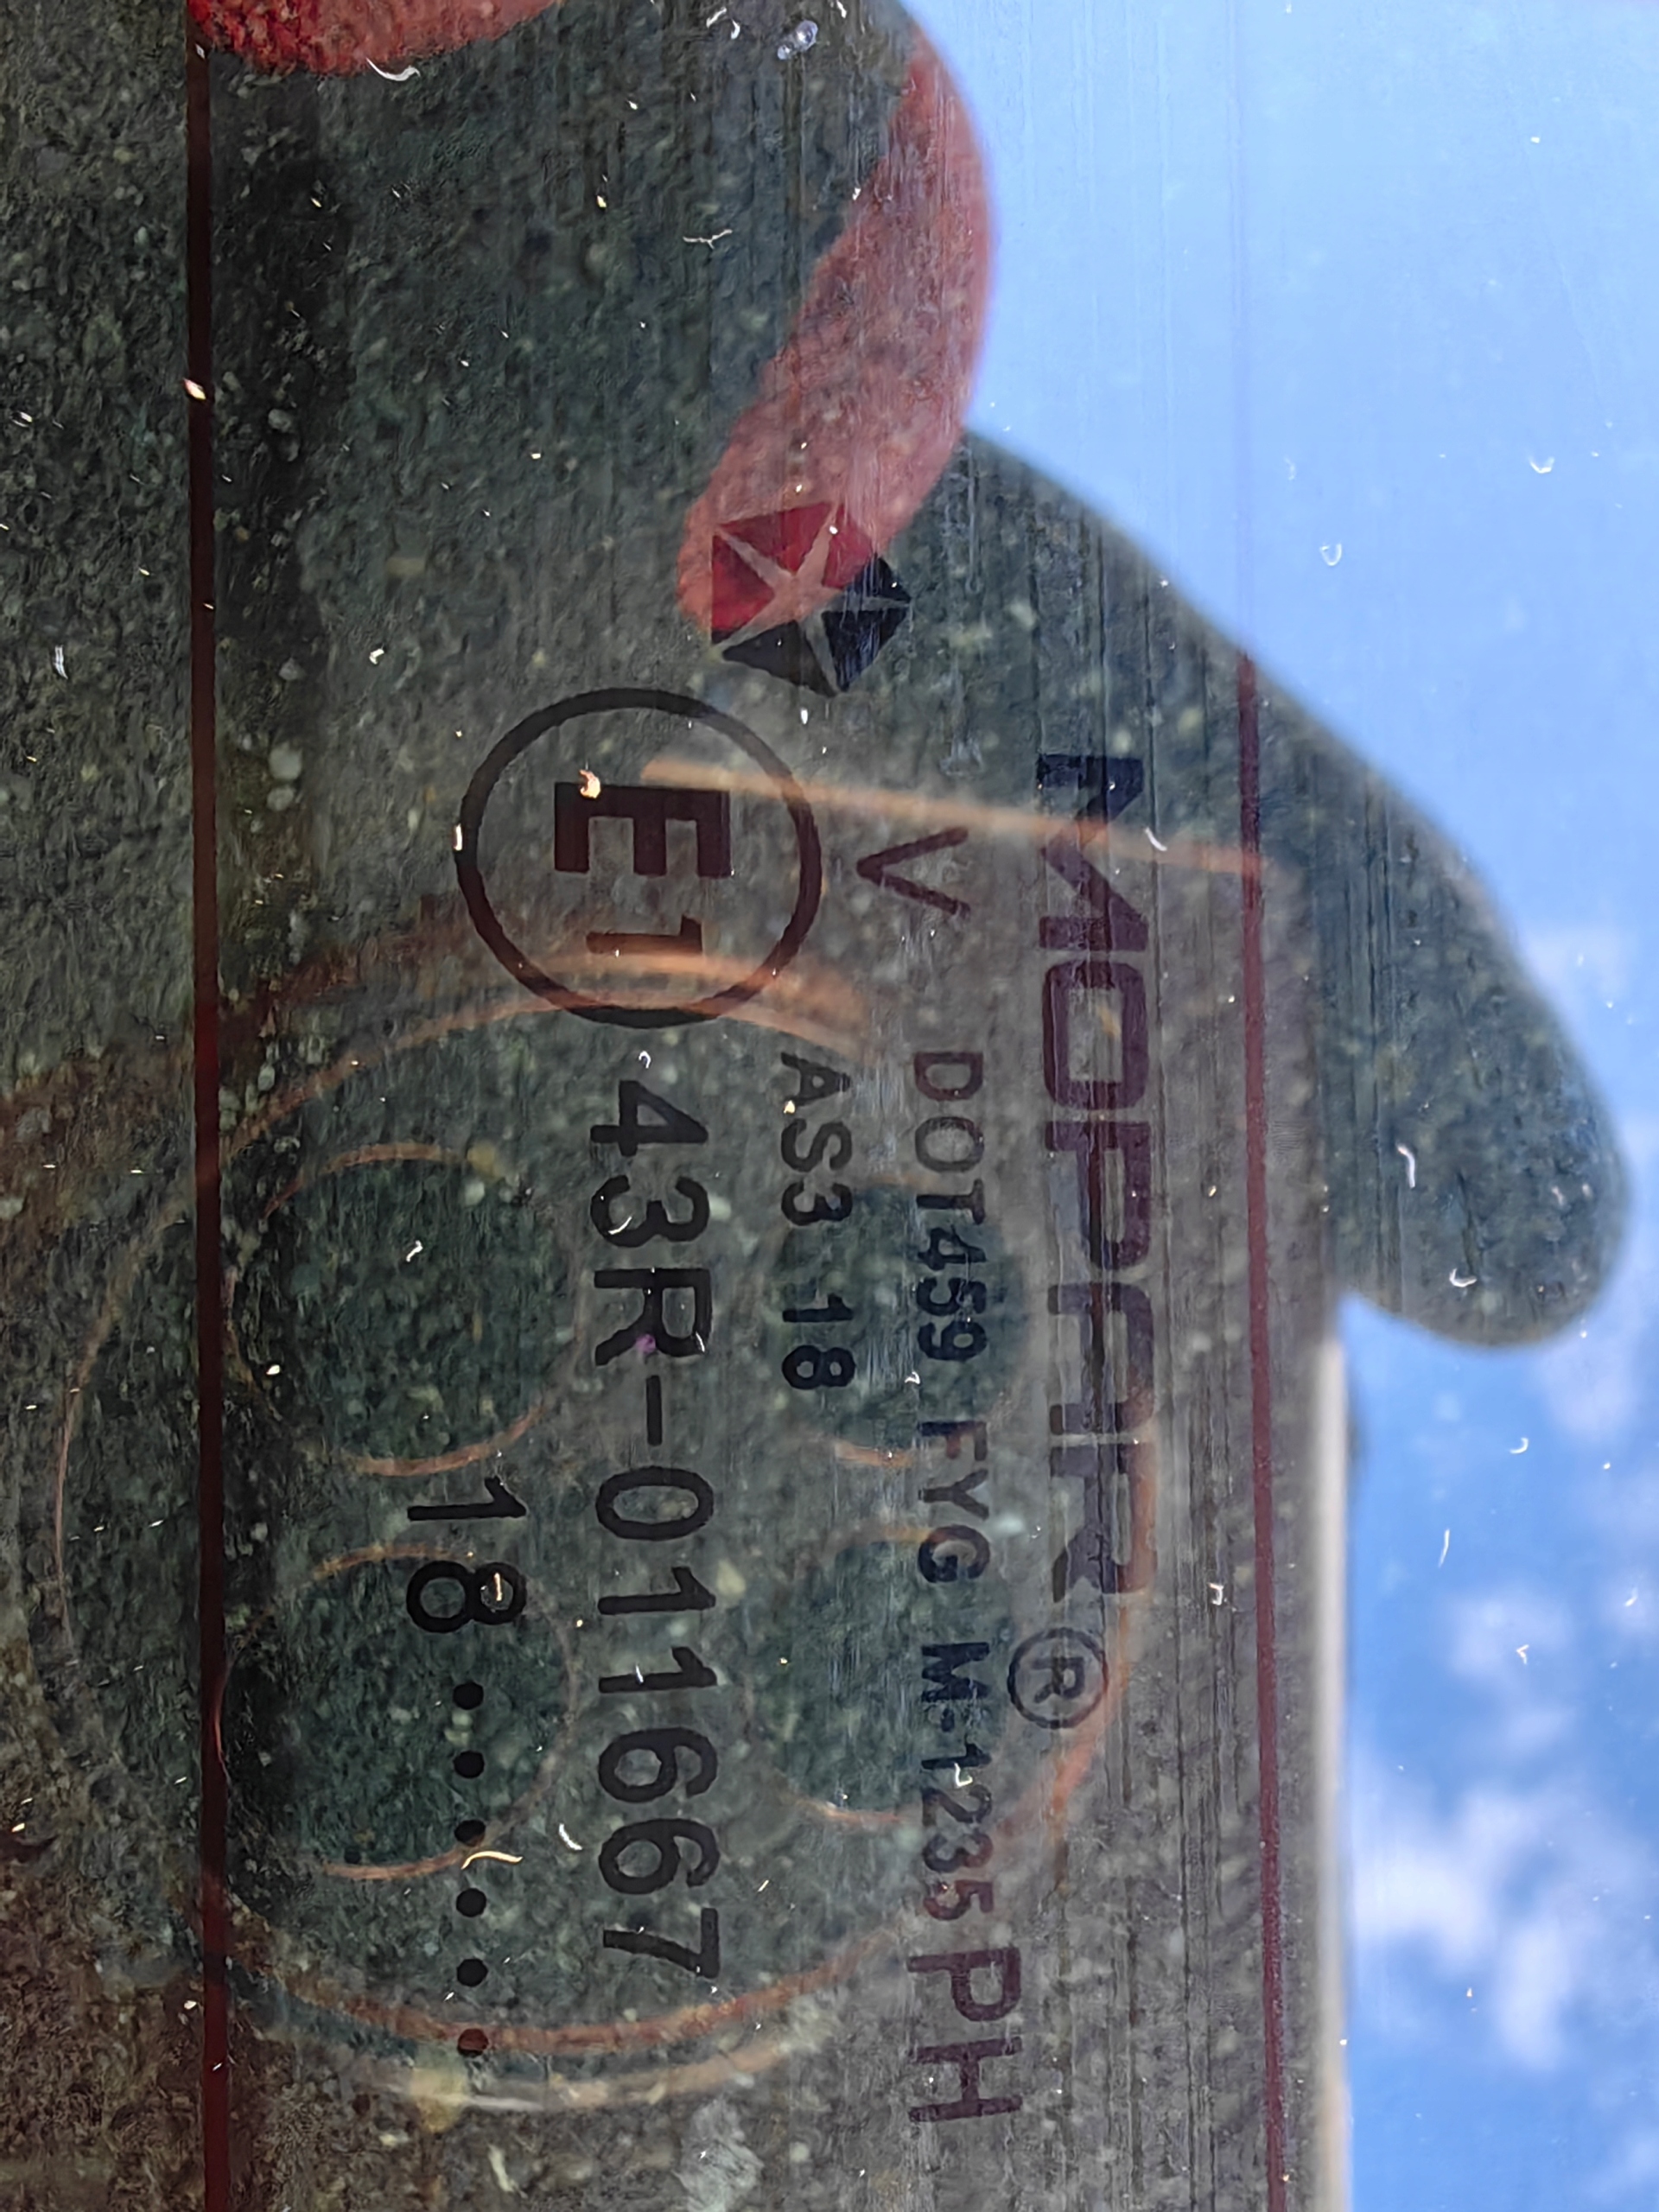 MOPAR®
V DOT459 FYG M-1235 PH
AS3 18
E1 43R-011667
18 ......